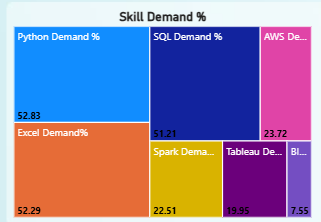 Skill Demand %
Python Demand %
52.83
SQL Demand %
51.21
AWS De...
23.72
Excel Demand%
52.29
Spark Dema...
22.51
Tableau De...
19.95
BI...
7.55